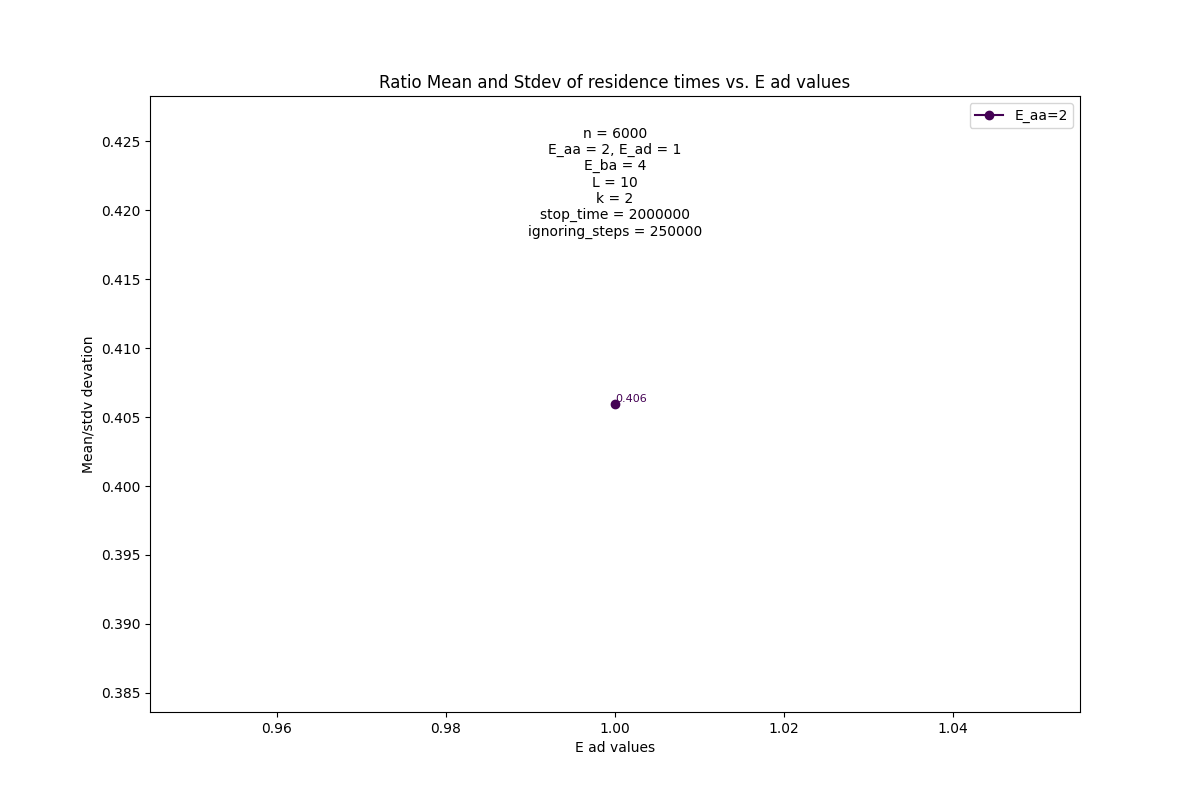 Ratio Mean and Stdev of residence times vs. E ad values
E_aa=2
n = 6000
E_aa = 2, E_ad = 1
E_ba = 4
L = 10
k = 2
stop_time = 2000000
ignoring_steps = 250000
0.425
0.420
0.415
0.410
0.405
0.400
0.395
0.390
0.385
Mean/stdv devation
0.406
0.96
0.98
1.00
1.02
1.04
E ad values